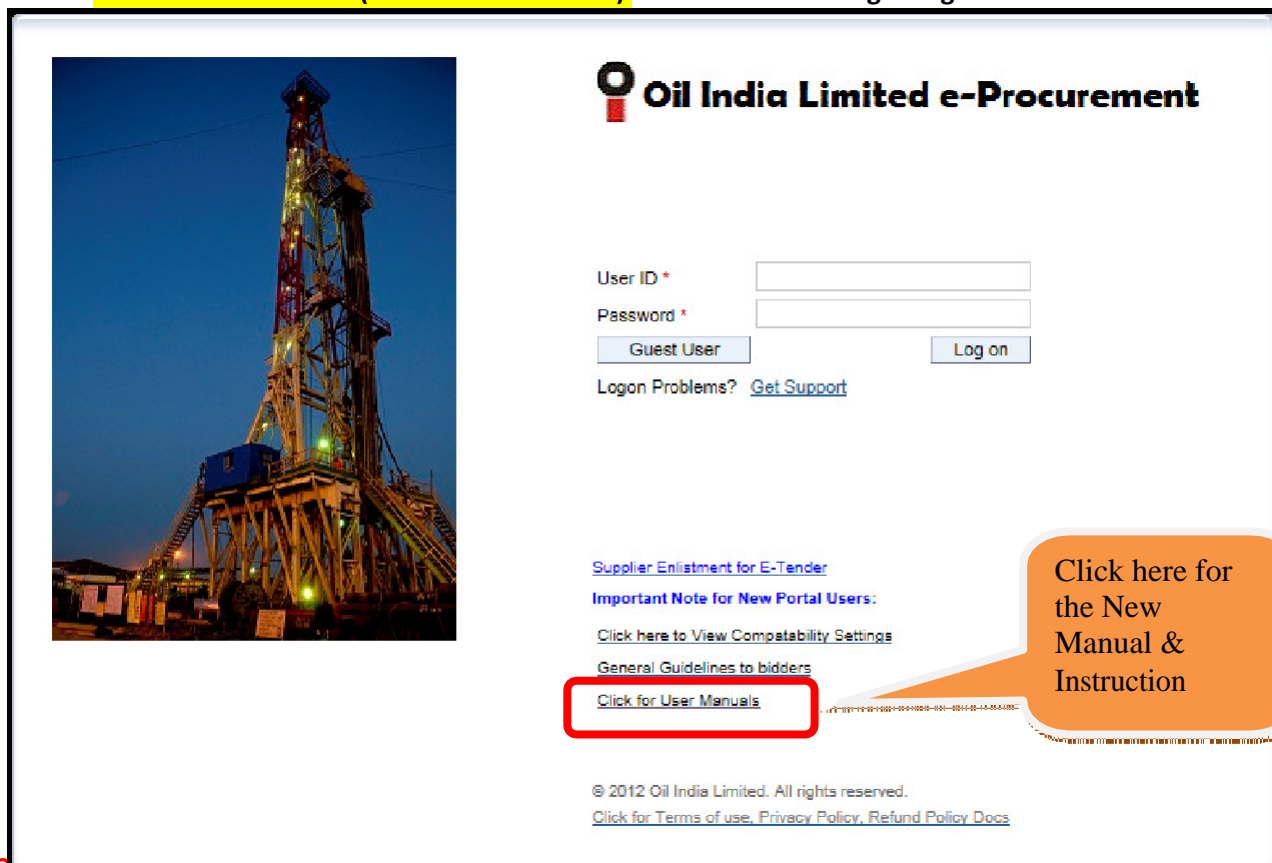 Oil India Limited e-Procurement
User ID *
Password *
Guest User Log on
Logon Problems? Get Support
Supplier Enlistment for E-Tender
Important Note for New Portal Users:
Click here to View Compatability Settings
General Guidelines to bidders
Click for User Manuals
Click here for
the New
Manual &
Instruction
© 2012 Oil India Limited. All rights reserved.
Click for Terms of use, Privacy Policy, Refund Policy Docs